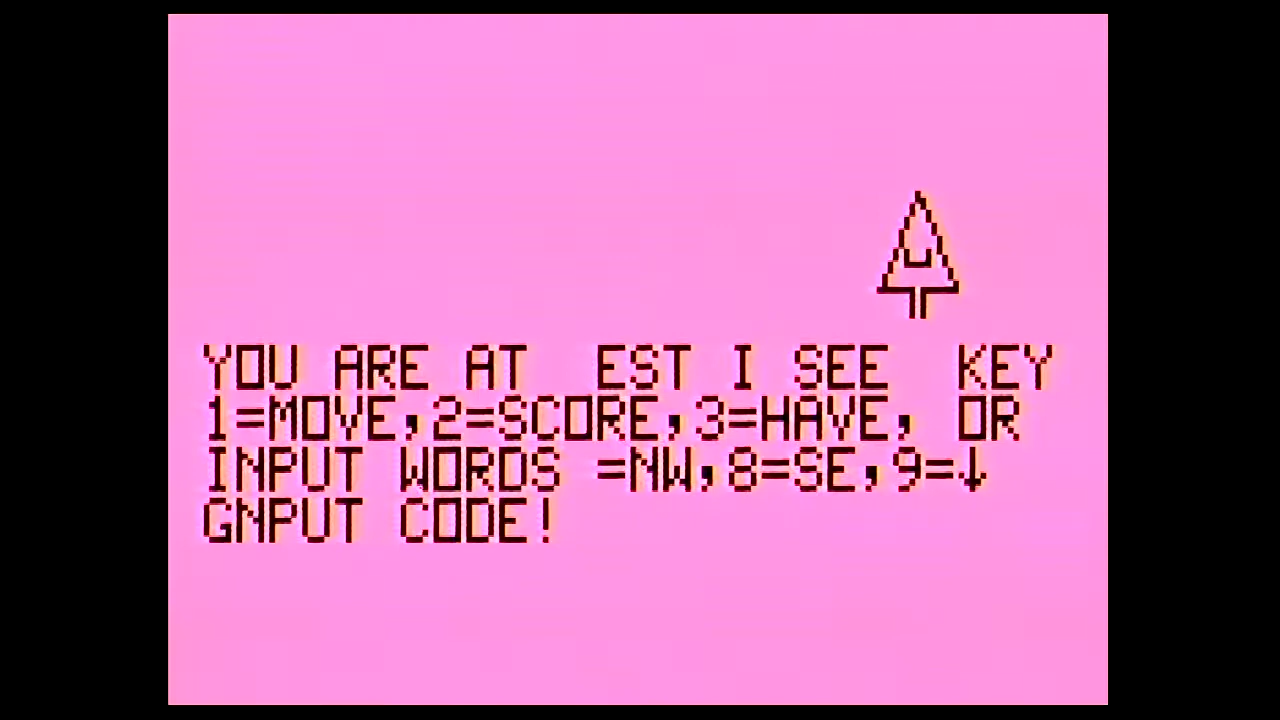 YOU ARE AT  EST I SEE  KEY
1=MOVE,2=SCORE,3=HAVE, OR
INPUT WORDS =NW,8=SE,9=↓
GNPUT CODE!